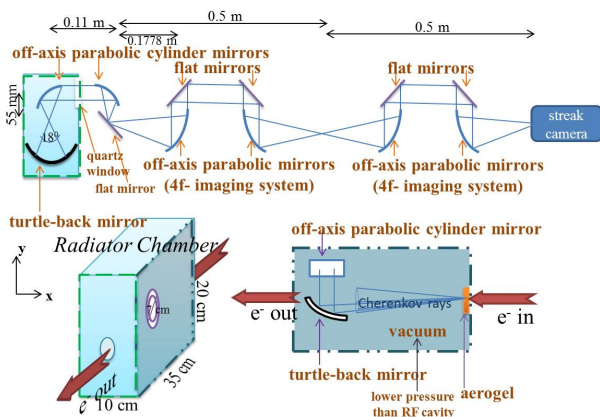 0.11 m
0.5 m
0.1778 m
0.5 m
off-axis parabolic cylinder mirrors
flat mirrors
flat mirrors
55 mm
18º
quartz
window
flat mirror
off-axis parabolic mirrors
(4f- imaging system)
off-axis parabolic mirrors
(4f- imaging system)
streak
camera
turtle-back mirror
Radiator Chamber
y
x
7 cm
20 cm
35 cm
10 cm
e- out
off-axis parabolic cylinder mirror
e- out
Cherenkov rays
e- in
vacuum
turtle-back mirror
lower pressure
than RF cavity
aerogel